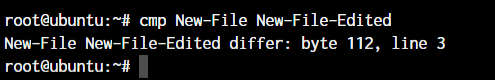 root@ubuntu:~# cmp New-File New-File-Edited
New-File New-File-Edited differ: byte 112, line 3
root@ubuntu:~#